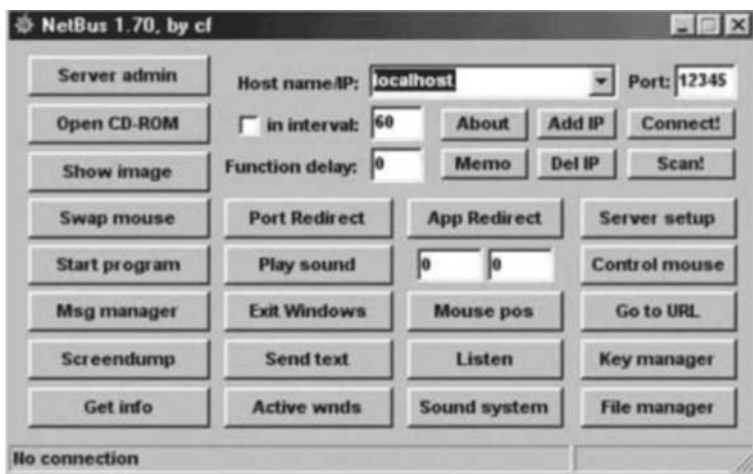 NetBus 1.70, by cf
Server admin
Host name/IP: localhost Port: 12345
Open CD-ROM
in interval: 60 About Add IP Connect!
Show image
Function delay: 0 Memo Del IP Scan!
Swap mouse Port Redirect App Redirect Server setup
Start program Play sound 0 0 Control mouse
Msg manager Exit Windows Mouse pos Go to URL
Screendump Send text Listen Key manager
Get info Active wnds Sound system File manager
No connection